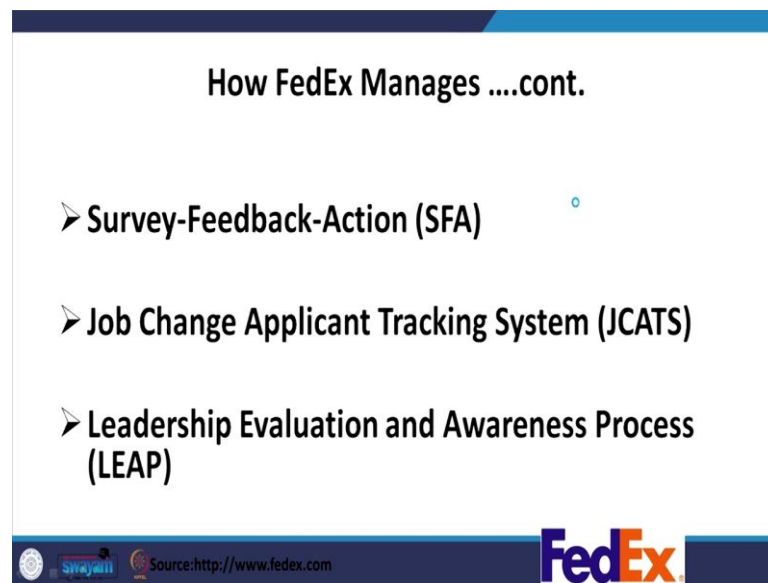 How FedEx Manages ....cont.
➢ Survey-Feedback-Action (SFA)
➢ Job Change Applicant Tracking System (JCATS)
➢ Leadership Evaluation and Awareness Process
(LEAP)
swayam
Source:http://www.fedex.com
FedEx.